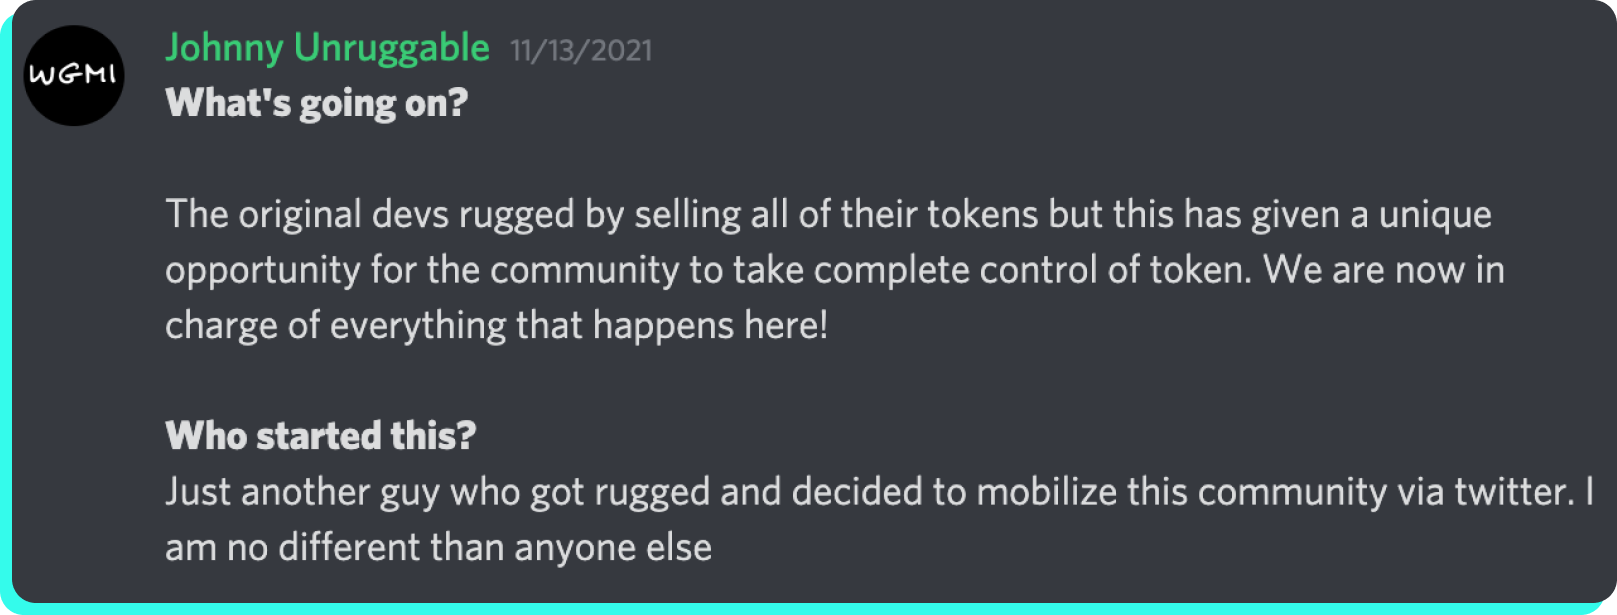 WGMI
Johnny Unruggable 11/13/2021
What's going on?
The original devs rugged by selling all of their tokens but this has given a unique
opportunity for the community to take complete control of token. We are now in
charge of everything that happens here!
Who started this?
Just another guy who got rugged and decided to mobilize this community via twitter. I
am no different than anyone else